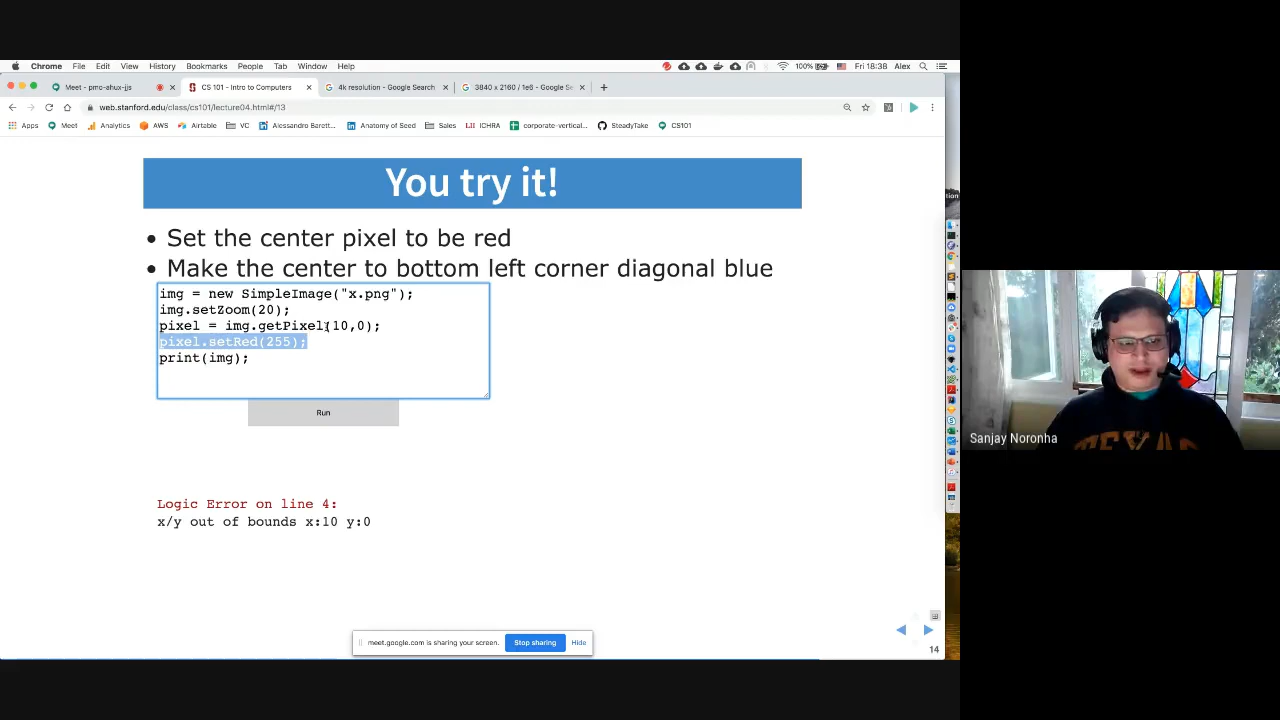 Chrome File Edit View History Bookmarks People Tab Window Help 100% Fri 18:38 Alex
Meet - pmo-ahux-jjs CS 101 - Intro to Computers 4k resolution - Google Search 3840 x 2160 / 1e6 - Google Se
web.stanford.edu/class/cs101/lecture04.html#/13
Apps Meet Analytics AWS Airtable VC Alessandro Barett... Anatomy of Seed Sales LII ICHRA corporate-vertical... SteadyTake CS101
You try it!
• Set the center pixel to be red
• Make the center to bottom left corner diagonal blue
img = new SimpleImage("x.png");
img.setZoom(20);
pixel = img.getPixel(10,0);
pixel.setRed(255);
print(img);
Run
Logic Error on line 4:
x/y out of bounds x:10 y:0
meet.google.com is sharing your screen. Stop sharing Hide
14
Sanjay Noronha
TEXAS